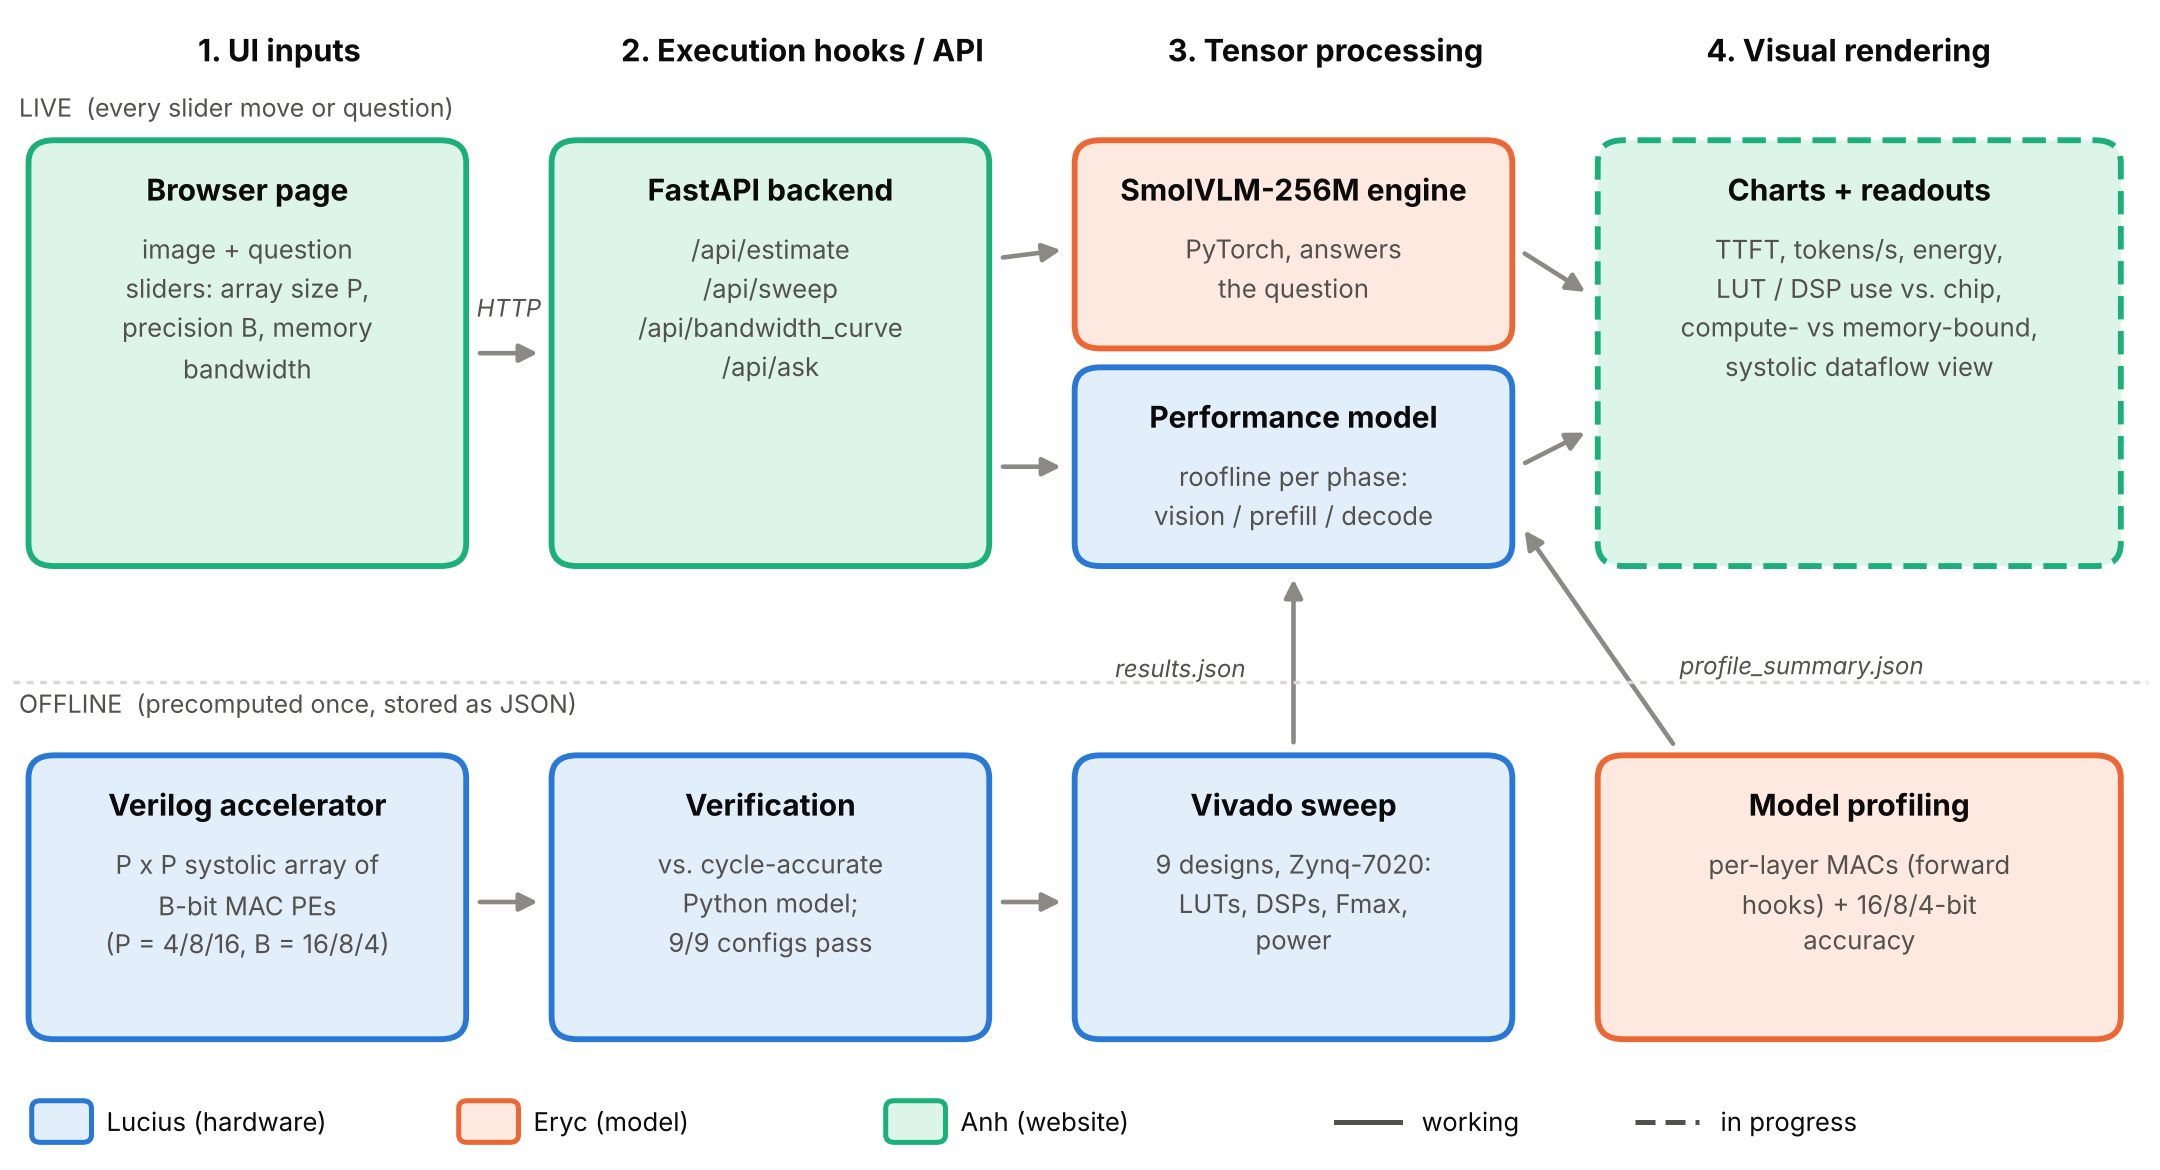 1. UI inputs
2. Execution hooks / API
3. Tensor processing
4. Visual rendering
LIVE (every slider move or question)
Browser page
image + question
sliders: array size P,
precision B, memory
bandwidth
HTTP
FastAPI backend
/api/estimate
/api/sweep
/api/bandwidth_curve
/api/ask
SmolVLM-256M engine
PyTorch, answers
the question
Performance model
roofline per phase:
vision / prefill / decode
Charts + readouts
TTFT, tokens/s, energy,
LUT / DSP use vs. chip,
compute- vs memory-bound,
systolic dataflow view
results.json
profile_summary.json
OFFLINE (precomputed once, stored as JSON)
Verilog accelerator
P x P systolic array of
B-bit MAC PEs
(P = 4/8/16, B = 16/8/4)
Verification
vs. cycle-accurate
Python model;
9/9 configs pass
Vivado sweep
9 designs, Zynq-7020:
LUTs, DSPs, Fmax,
power
Model profiling
per-layer MACs (forward
hooks) + 16/8/4-bit
accuracy
Lucius (hardware)
Eryc (model)
Anh (website)
working
in progress